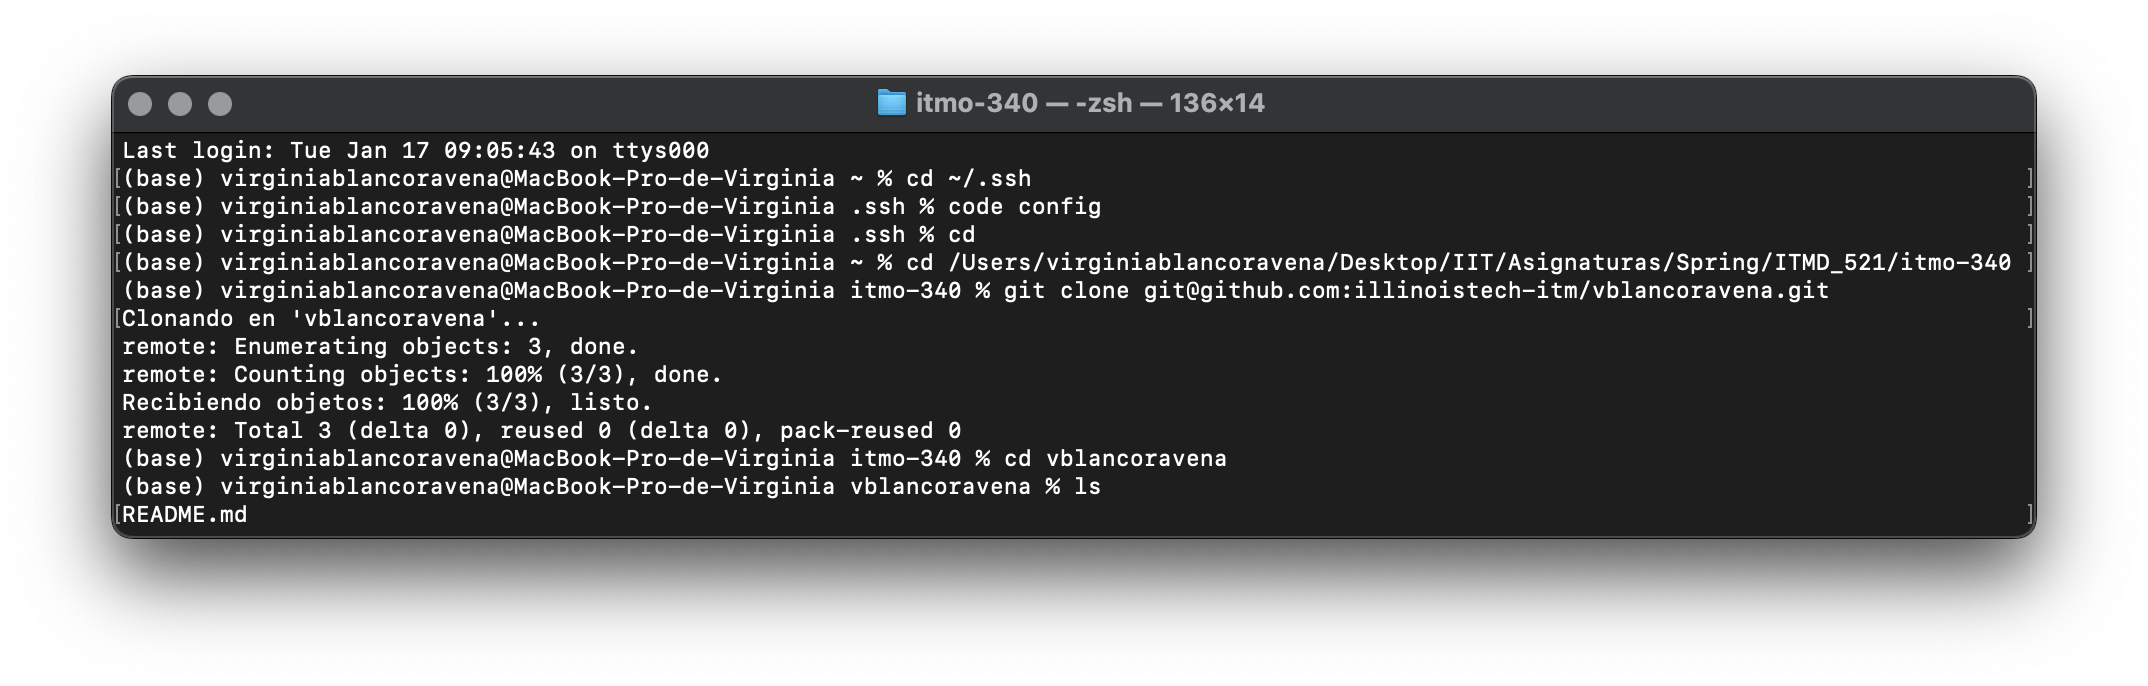 itmo-340 — -zsh — 136×14
Last login: Tue Jan 17 09:05:43 on ttys000
[(base) virginiablancoravena@MacBook-Pro-de-Virginia ~ % cd ~/.ssh ]
[(base) virginiablancoravena@MacBook-Pro-de-Virginia .ssh % code config ]
[(base) virginiablancoravena@MacBook-Pro-de-Virginia .ssh % cd ]
[(base) virginiablancoravena@MacBook-Pro-de-Virginia ~ % cd /Users/virginiablancoravena/Desktop/IIT/Asignaturas/Spring/ITMD_521/itmo-340 ]
(base) virginiablancoravena@MacBook-Pro-de-Virginia itmo-340 % git clone git@github.com:illinoistech-itm/vblancoravena.git
[Clonando en 'vblancoravena'... ]
remote: Enumerating objects: 3, done.
remote: Counting objects: 100% (3/3), done.
Recibiendo objetos: 100% (3/3), listo.
remote: Total 3 (delta 0), reused 0 (delta 0), pack-reused 0
(base) virginiablancoravena@MacBook-Pro-de-Virginia itmo-340 % cd vblancoravena
(base) virginiablancoravena@MacBook-Pro-de-Virginia vblancoravena % ls
[README.md ]